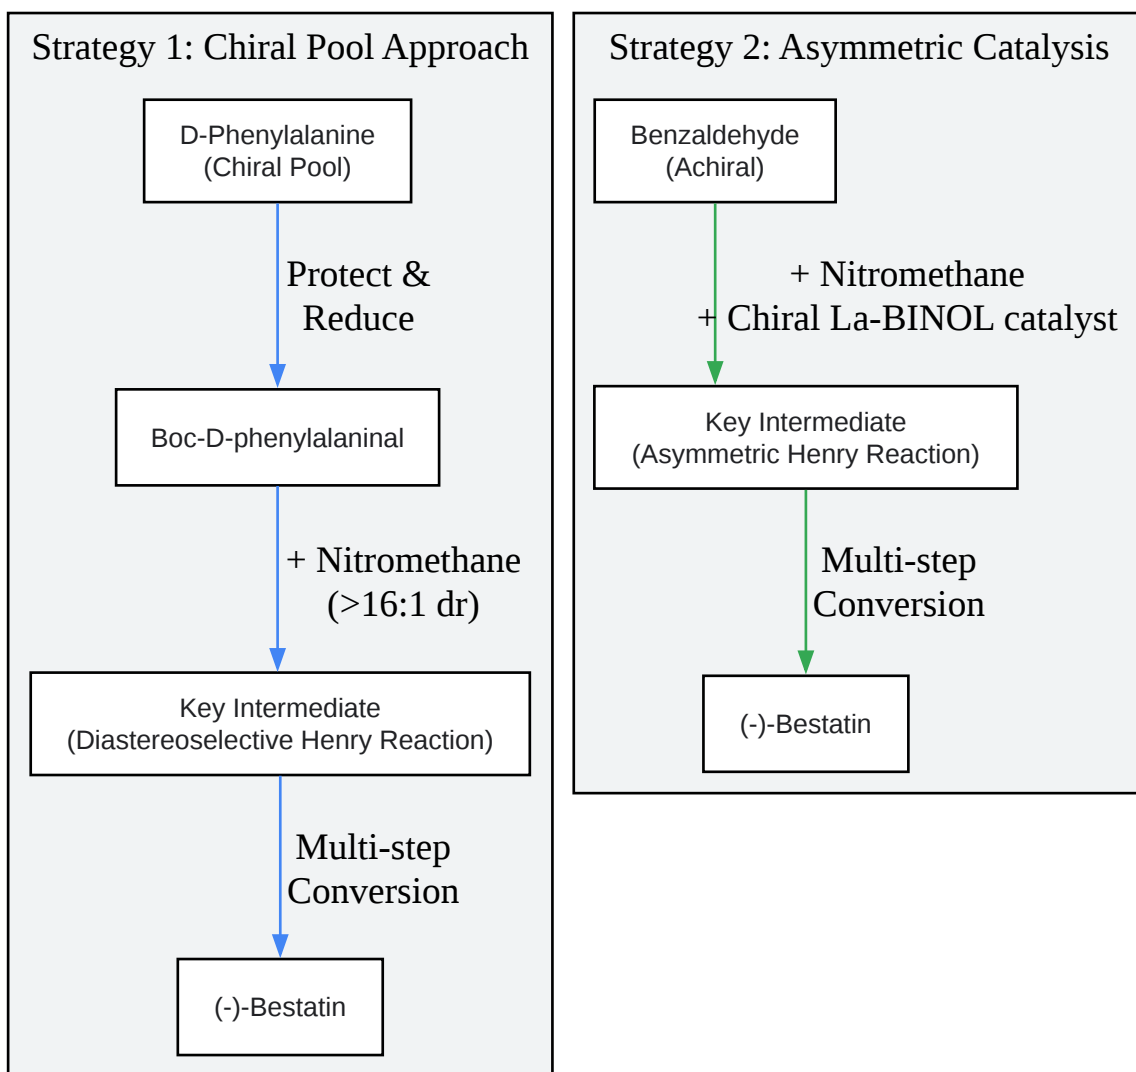 Strategy 1: Chiral Pool Approach
D-Phenylalanine
(Chiral Pool)
Protect &
Reduce
Boc-D-phenylalaninal
+ Nitromethane
(>16:1 dr)
Key Intermediate
(Diastereoselective Henry Reaction)
Multi-step
Conversion
(-)-Bestatin
Strategy 2: Asymmetric Catalysis
Benzaldehyde
(Achiral)
+ Nitromethane
+ Chiral La-BINOL catalyst
Key Intermediate
(Asymmetric Henry Reaction)
Multi-step
Conversion
(-)-Bestatin